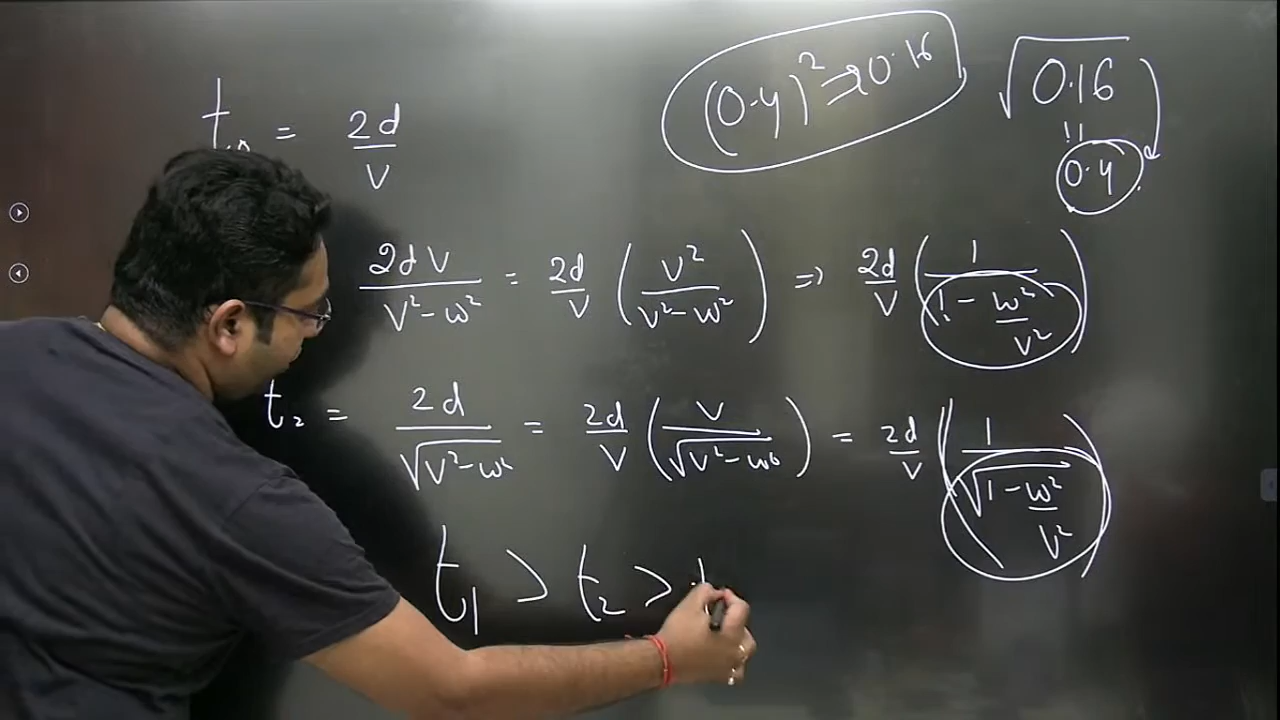 (0.4)² ⇒ 0.16
√0.16
!!
0.4
t₀ = 2d/V
2dV/(V²-w²) = 2d/V (V²/(V²-w²)) ⇒ 2d/V (1/(1-w²/V²))
t₂ = 2d/√(V²-w²) = 2d/V (V/√(V²-w²)) = 2d/V (1/√(1-w²/V²))
t₁ > t₂ >